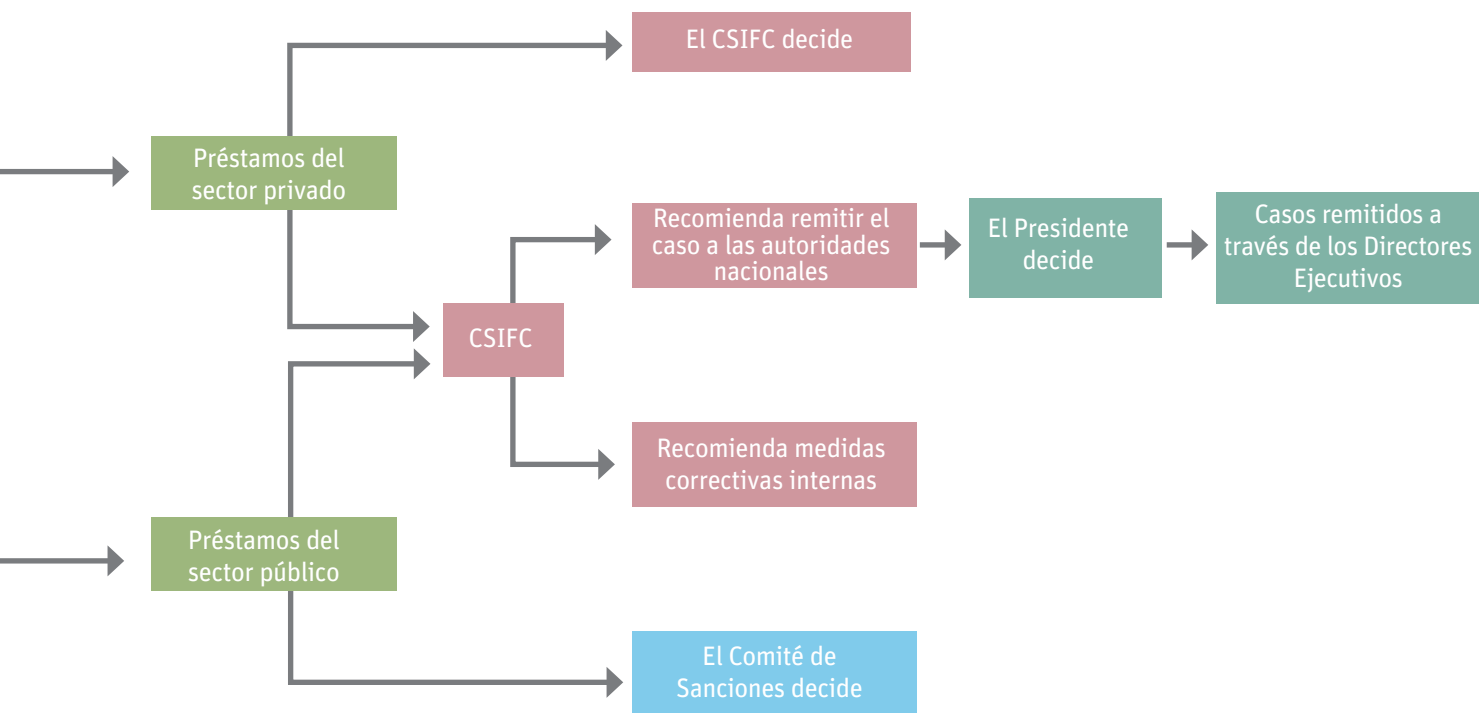 El CSIFC decide
Préstamos del
sector privado
Recomienda remitir el
caso a las autoridades
nacionales
El Presidente
decide
Casos remitidos a
través de los Directores
Ejecutivos
CSIFC
Recomienda medidas
correctivas internas
Préstamos del
sector público
El Comité de
Sanciones decide